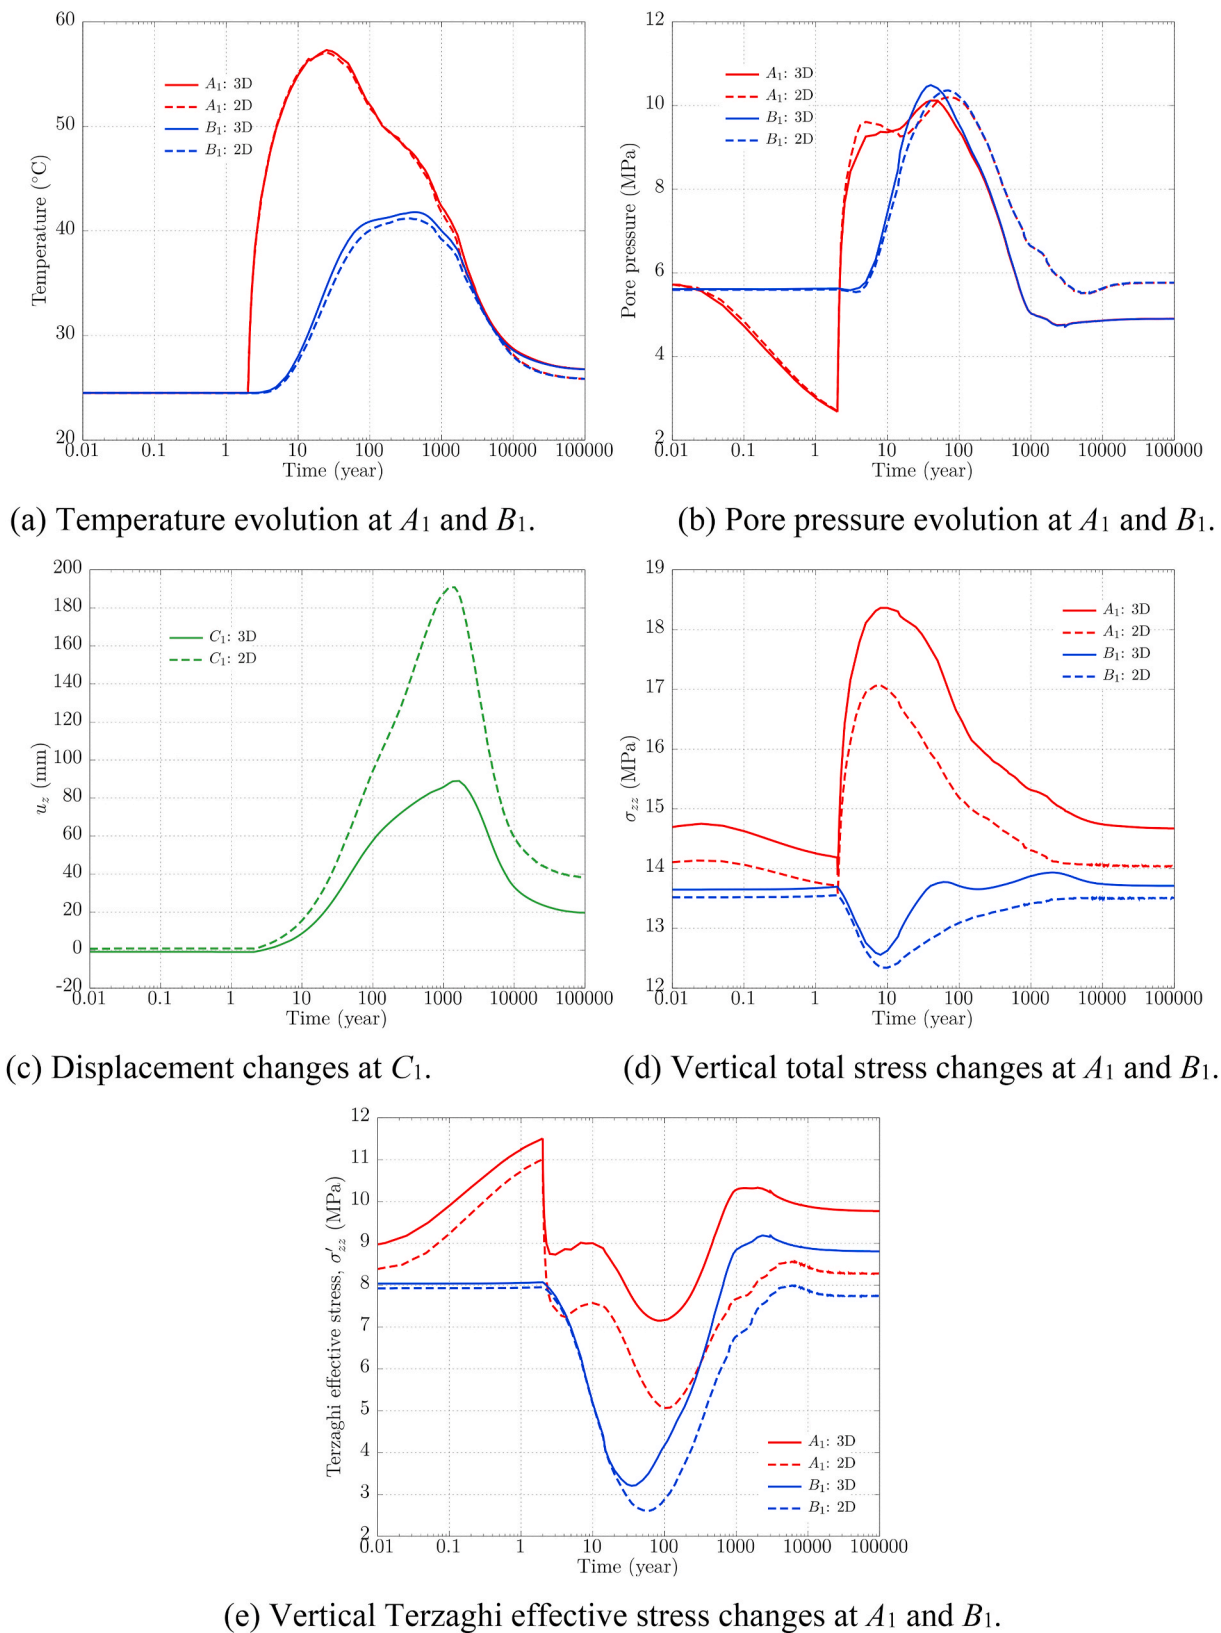 60
50
40
30
20
Temperature (°C)
A1: 3D
A1: 2D
B1: 3D
B1: 2D
0.01 0.1 1 10 100 1000 10000 100000
Time (year)
(a) Temperature evolution at A1 and B1.
12
10
8
6
4
2
Pore pressure (MPa)
A1: 3D
A1: 2D
B1: 3D
B1: 2D
0.01 0.1 1 10 100 1000 10000 100000
Time (year)
(b) Pore pressure evolution at A1 and B1.
200
180
160
140
120
100
80
60
40
20
0
-20
uz (mm)
C1: 3D
C1: 2D
0.01 0.1 1 10 100 1000 10000 100000
Time (year)
(c) Displacement changes at C1.
19
18
17
16
15
14
13
12
σzz (MPa)
A1: 3D
A1: 2D
B1: 3D
B1: 2D
0.01 0.1 1 10 100 1000 10000 100000
Time (year)
(d) Vertical total stress changes at A1 and B1.
12
11
10
9
8
7
6
5
4
3
2
Terzaghi effective stress, σ′zz (MPa)
A1: 3D
A1: 2D
B1: 3D
B1: 2D
0.01 0.1 1 10 100 1000 10000 100000
Time (year)
(e) Vertical Terzaghi effective stress changes at A1 and B1.